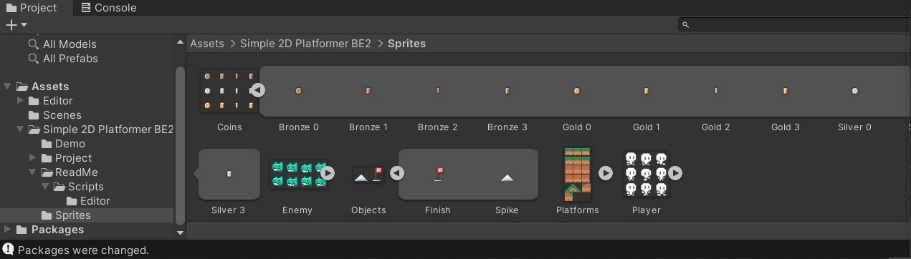 Project Console
All Models
All Prefabs
Assets
Editor
Scenes
Simple 2D Platformer BE2
Demo
Project
ReadMe
Scripts
Editor
Sprites
Packages
Assets > Simple 2D Platformer BE2 > Sprites
Coins Bronze 0 Bronze 1 Bronze 2 Bronze 3 Gold 0 Gold 1 Gold 2 Gold 3 Silver 0
Silver 3 Enemy Objects Finish Spike Platforms Player
Packages were changed.